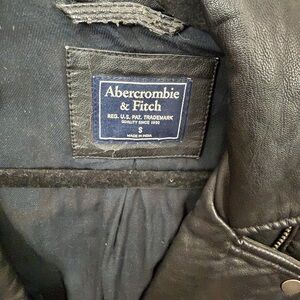 Abercrombie
& Fitch
REG. U.S. PAT. TRADEMARK
QUALITY SINCE 1892
S
MADE IN INDIA